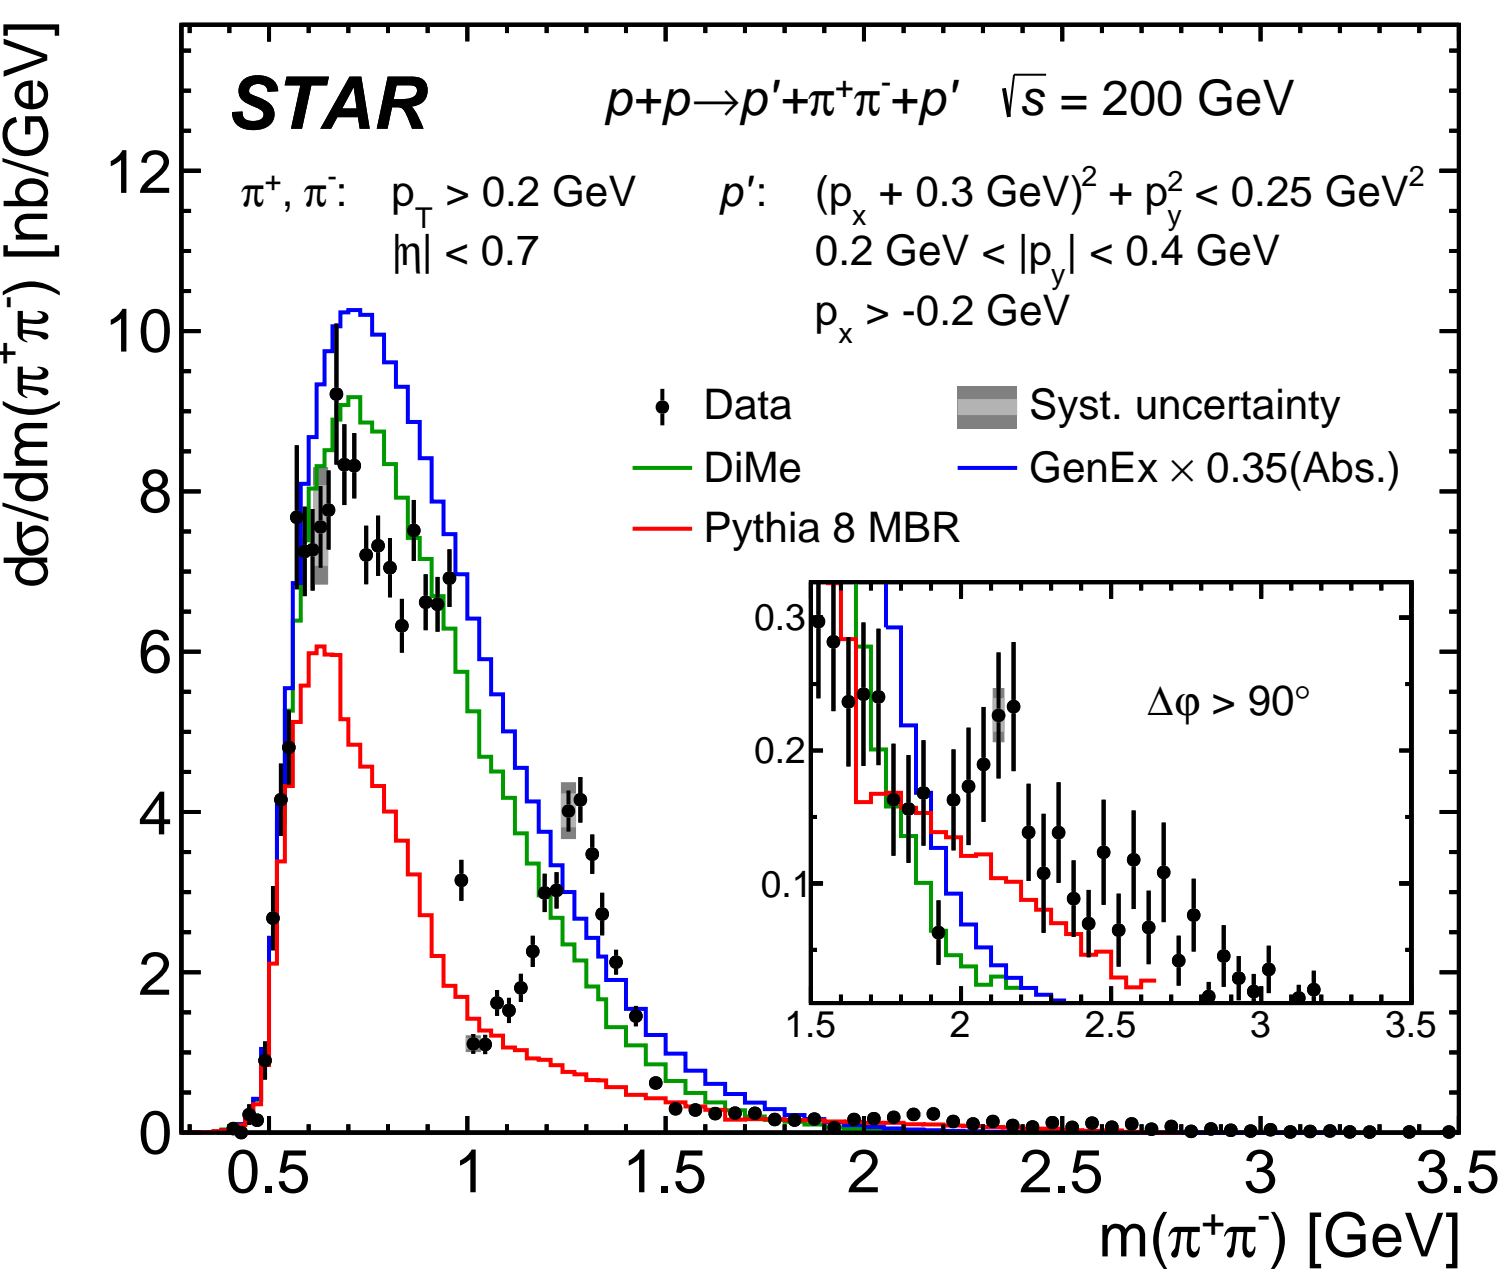 STAR p+p→p′+π⁺π⁻+p′ √s = 200 GeV
π⁺, π⁻: p_T > 0.2 GeV p′: (p_x + 0.3 GeV)² + p_y² < 0.25 GeV²
|η| < 0.7 0.2 GeV < |p_y| < 0.4 GeV
p_x > -0.2 GeV
Data Syst. uncertainty
DiMe GenEx × 0.35(Abs.)
Pythia 8 MBR
Δφ > 90°
0.3
0.2
0.1
1.5 2 2.5 3 3.5
dσ/dm(π⁺π⁻) [nb/GeV]
12
10
8
6
4
2
0
0.5 1 1.5 2 2.5 3 3.5
m(π⁺π⁻) [GeV]